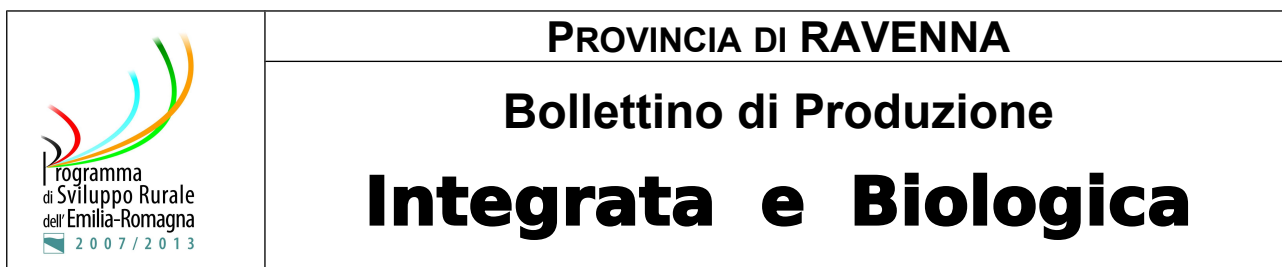 Programma
di Sviluppo Rurale
dell'Emilia-Romagna
2007/2013
PROVINCIA DI RAVENNA
Bollettino di Produzione
Integrata e Biologica